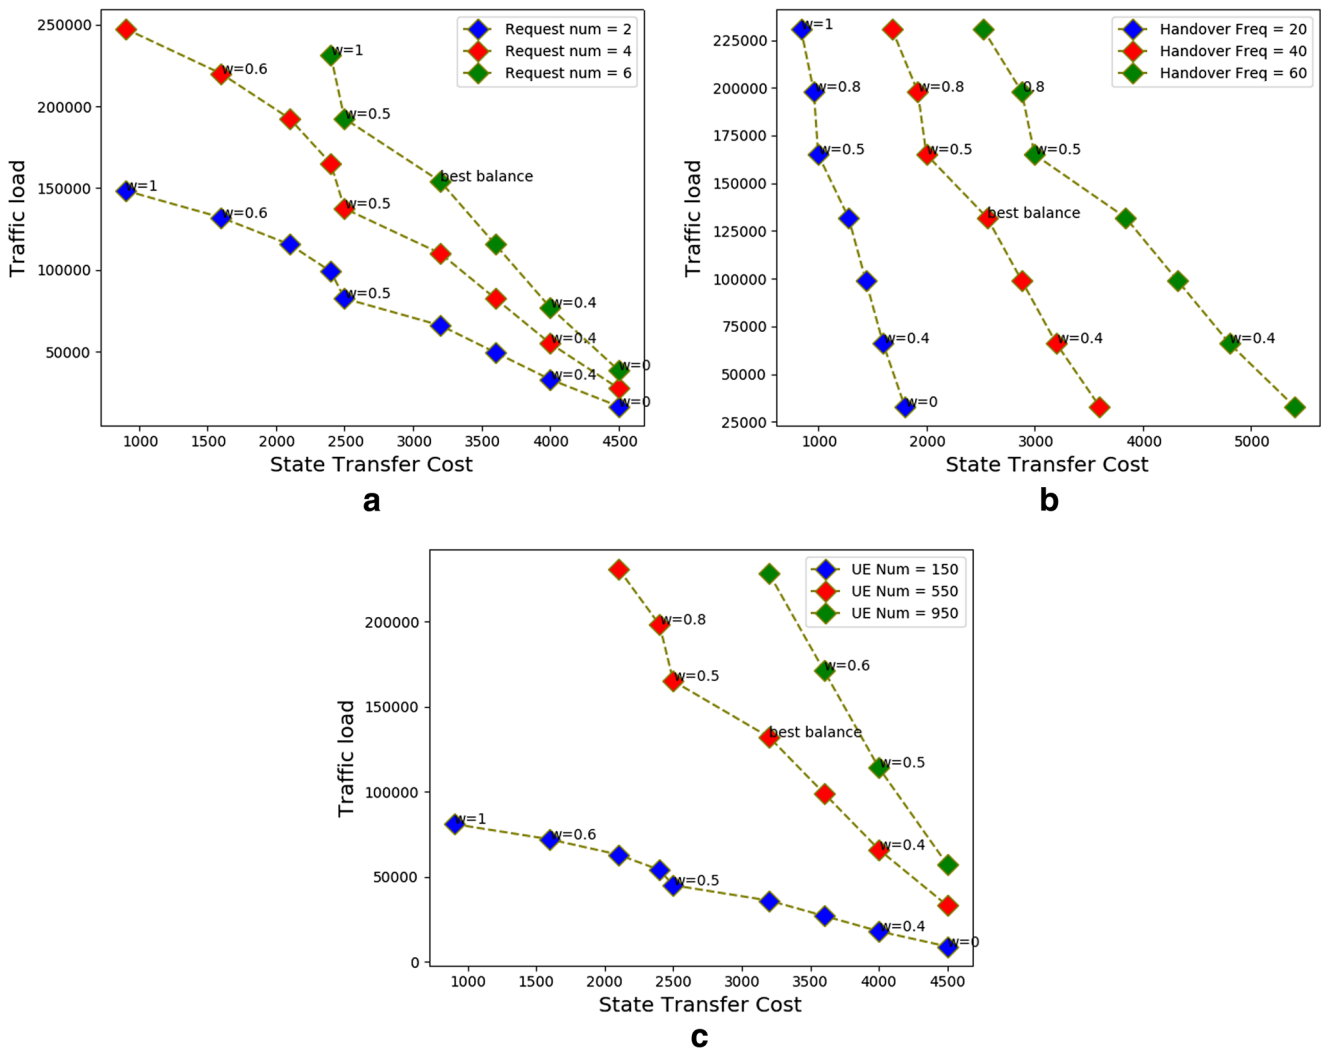 250000
200000
150000
100000
50000
Traffic load
1000 1500 2000 2500 3000 3500 4000 4500
State Transfer Cost
Request num = 2
Request num = 4
Request num = 6
w=1
w=0.6
w=0.5
best balance
w=1
w=0.6
w=0.5
w=0.5
w=0.4
w=0.4
w=0.4
w=0
w=0
a
225000
200000
175000
150000
125000
100000
75000
50000
25000
Traffic load
1000 2000 3000 4000 5000
State Transfer Cost
Handover Freq = 20
Handover Freq = 40
Handover Freq = 60
w=1
w=0.8 w=0.8 0.8
w=0.5 w=0.5 w=0.5
best balance
w=0.4 w=0.4 w=0.4
w=0
b
200000
150000
100000
50000
0
Traffic load
1000 1500 2000 2500 3000 3500 4000 4500
State Transfer Cost
UE Num = 150
UE Num = 550
UE Num = 950
w=0.8
w=0.6
w=0.5
best balance
w=0.5
w=1
w=0.6
w=0.4
w=0.5
w=0.4
w=0
c